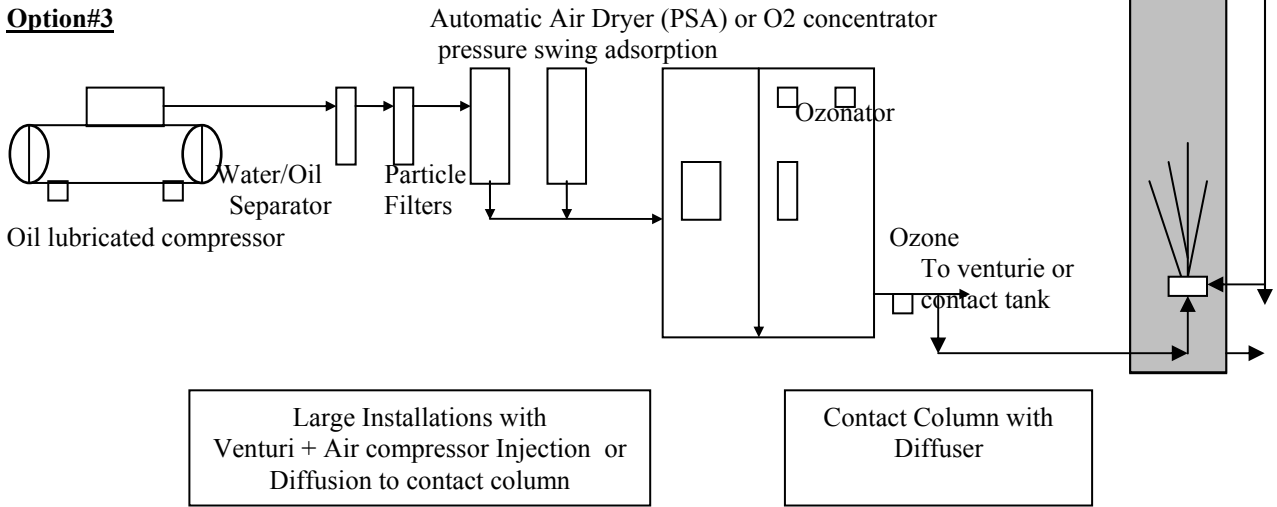 Option#3
Automatic Air Dryer (PSA) or O2 concentrator
pressure swing adsorption
Ozonator
Water/Oil
Separator
Particle
Filters
Oil lubricated compressor
Ozone
To venturie or
contact tank
Large Installations with
Venturi + Air compressor Injection or
Diffusion to contact column
Contact Column with
Diffuser